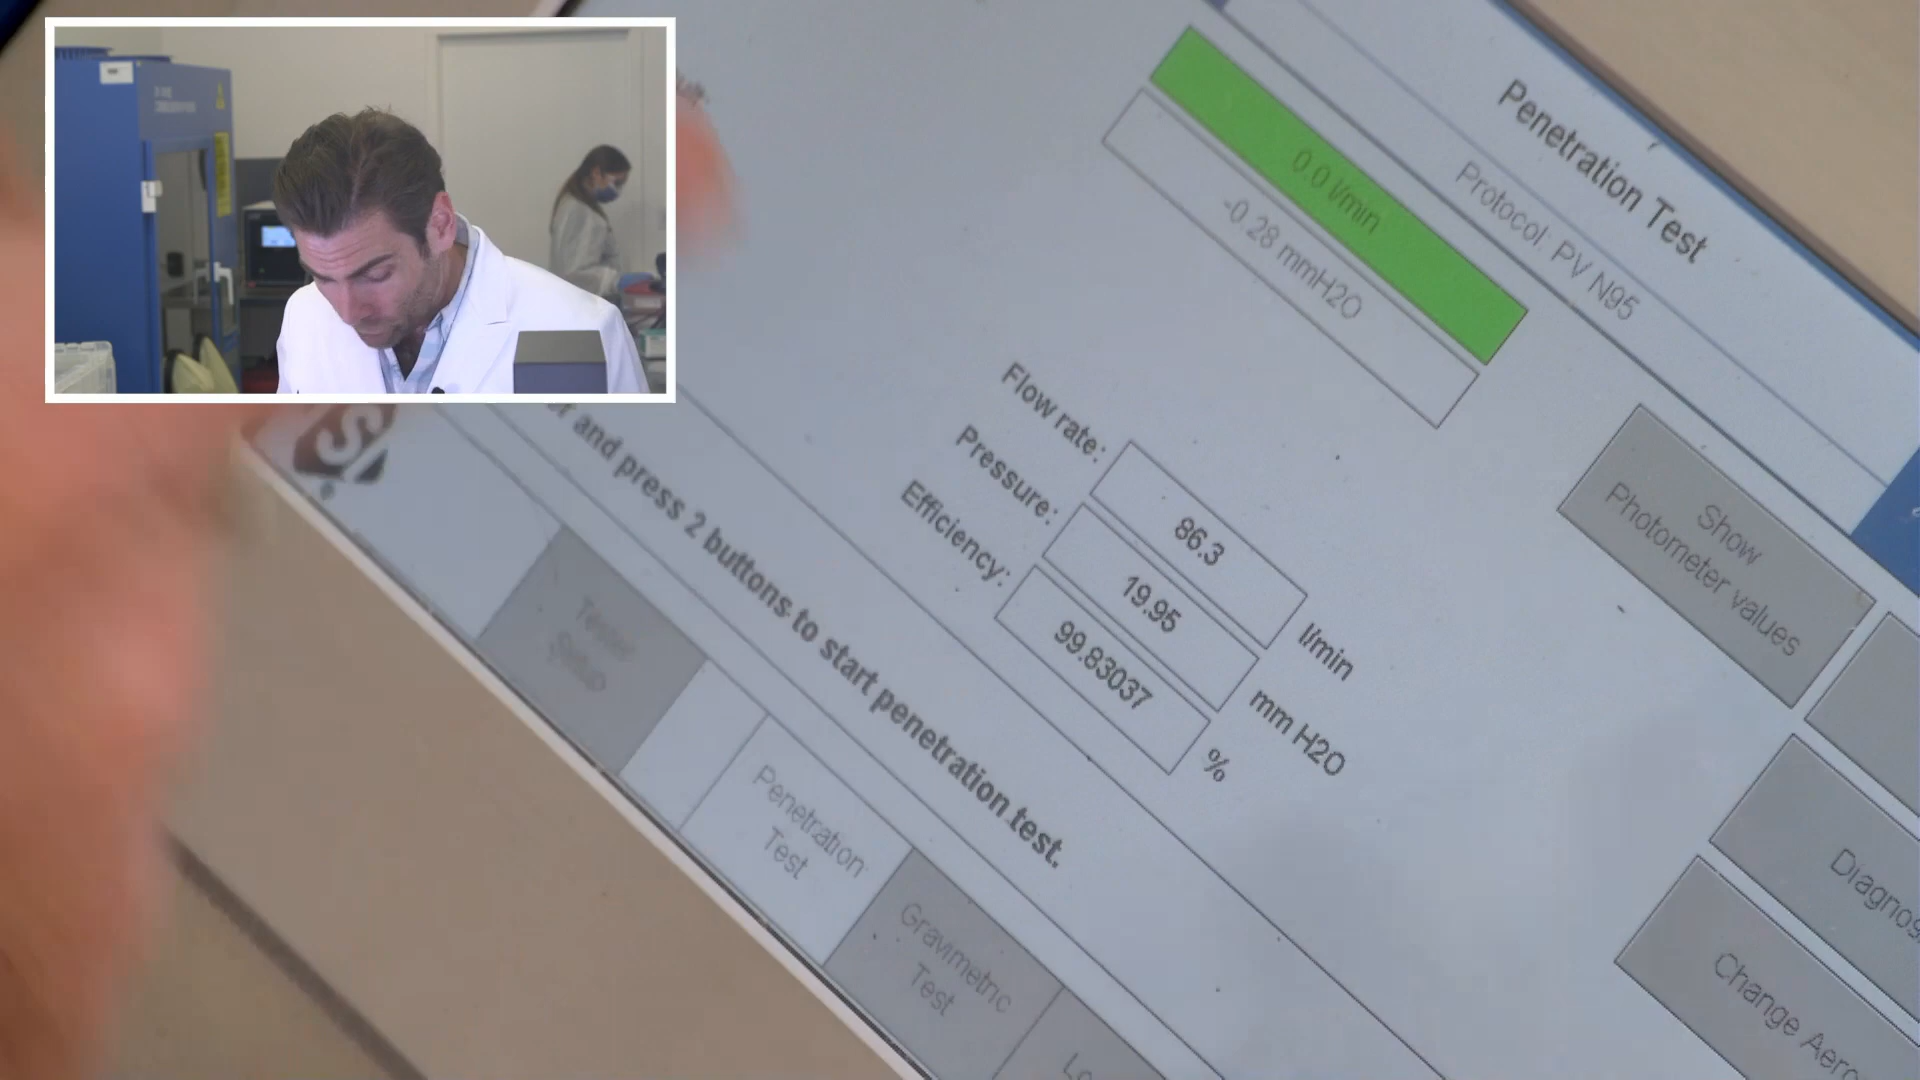 Penetration Test
Protocol: PV N95
0.0 l/min
-0.28 mmH2O
Flow rate: 86.3 l/min
Pressure: 19.95 mm H2O
Efficiency: 99.83037 %
Show
Photometer values
and press 2 buttons to start penetration test.
Tester
Setup
Penetration
Test
Gravimetric
Test
Change